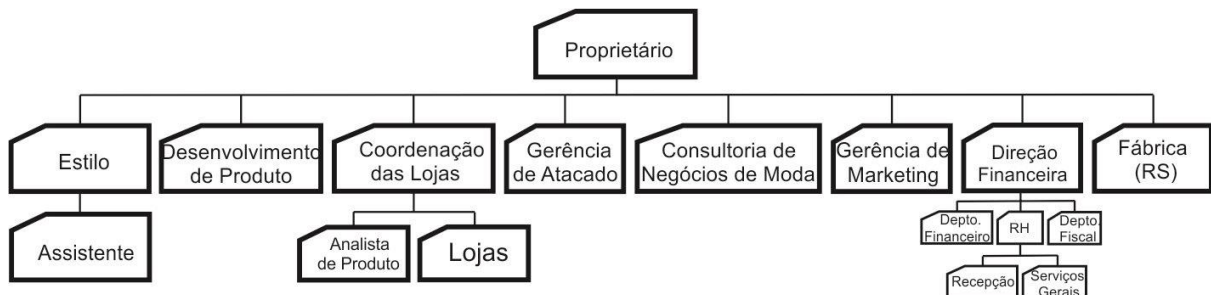 Proprietário
Estilo
Desenvolvimento
de Produto
Coordenação
das Lojas
Gerência
de Atacado
Consultoria de
Negócios de Moda
Gerência de
Marketing
Direção
Financeira
Fábrica
(RS)
Assistente
Analista
de Produto
Lojas
Depto.
Financeiro
RH
Depto.
Fiscal
Recepção
Serviços
Gerais